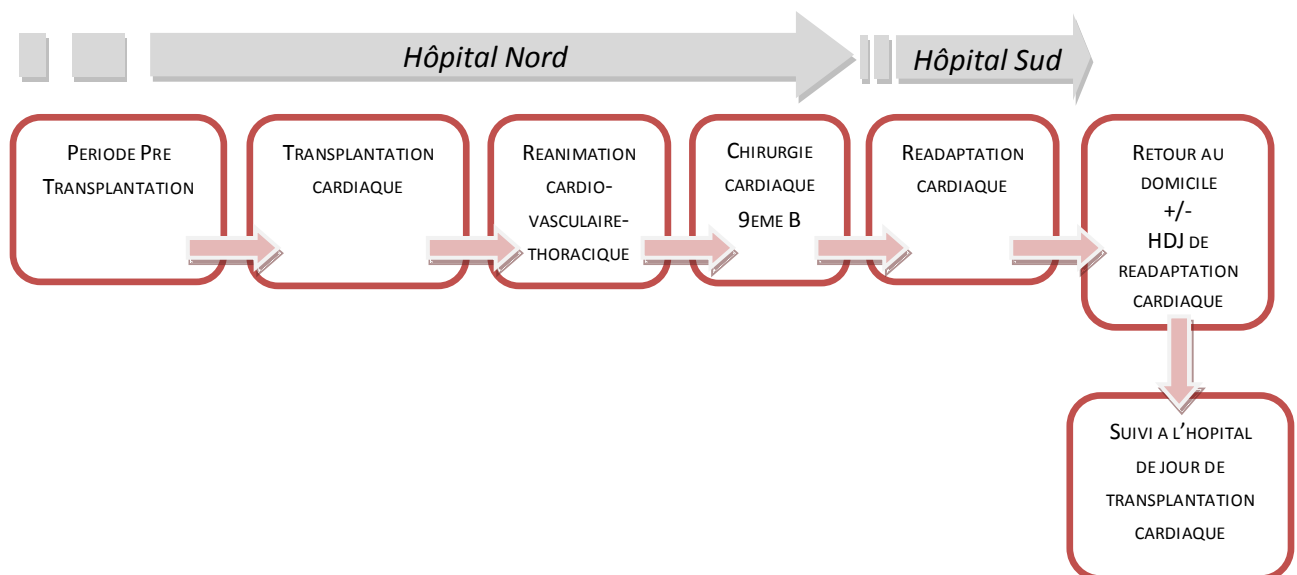 Hôpital Nord
Hôpital Sud
PERIODE PRE
TRANSPLANTATION
TRANSPLANTATION
CARDIAQUE
REANIMATION
CARDIO-
VASCULAIRE-
THORACIQUE
CHIRURGIE
CARDIAQUE
9EME B
READAPTATION
CARDIAQUE
RETOUR AU
DOMICILE
+/-
HDJ DE
READAPTATION
CARDIAQUE
SUIVI A L'HOPITAL
DE JOUR DE
TRANSPLANTATION
CARDIAQUE